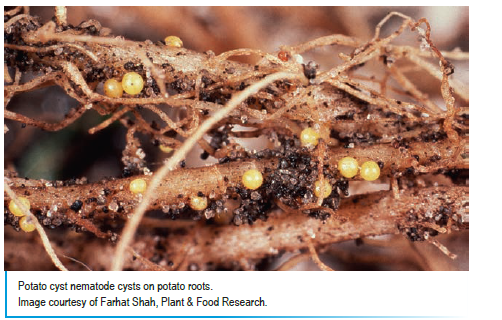 Potato cyst nematode cysts on potato roots.
Image courtesy of Farhat Shah, Plant & Food Research.